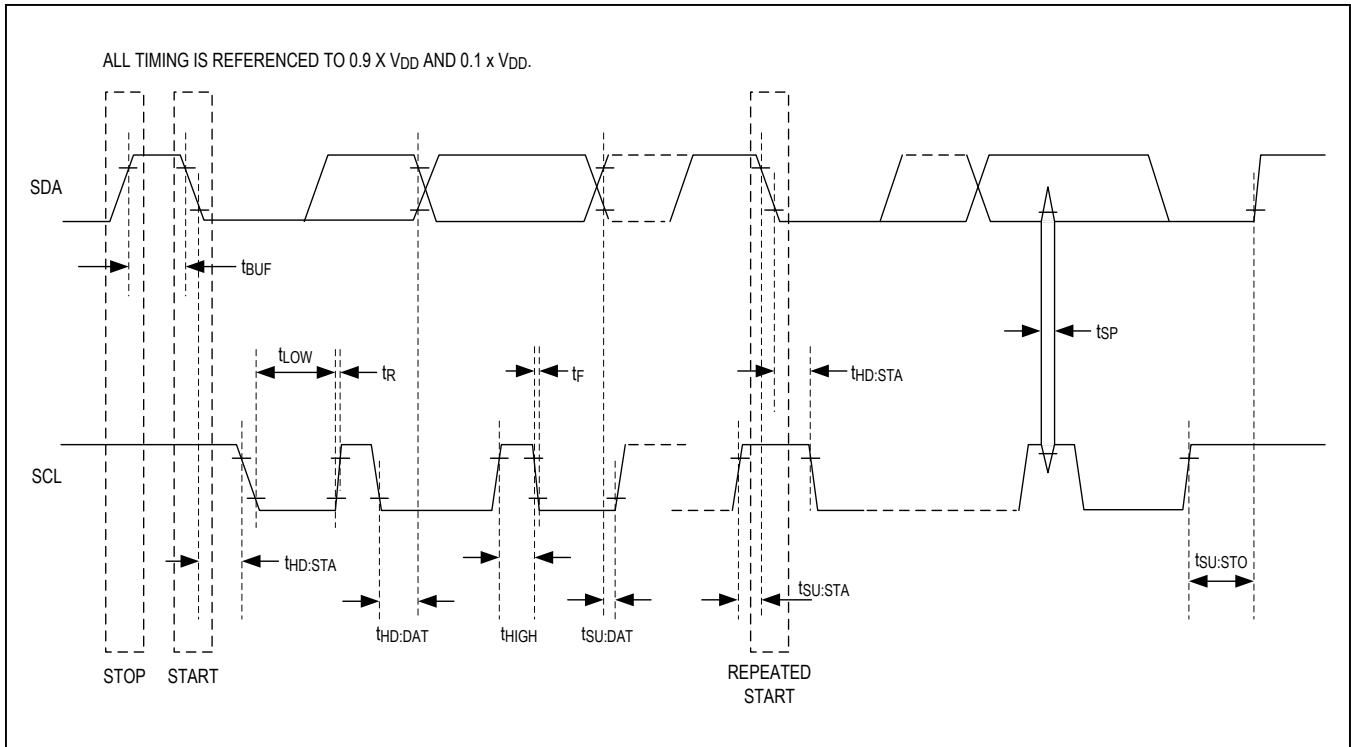 ALL TIMING IS REFERENCED TO 0.9 X VDD AND 0.1 x VDD.
SDA
tBUF
tSP
tLOW
tR
tF
tHD:STA
SCL
tHD:STA
tSU:STA
tSU:STO
tHD:DAT
tHIGH
tSU:DAT
STOP
START
REPEATED
START